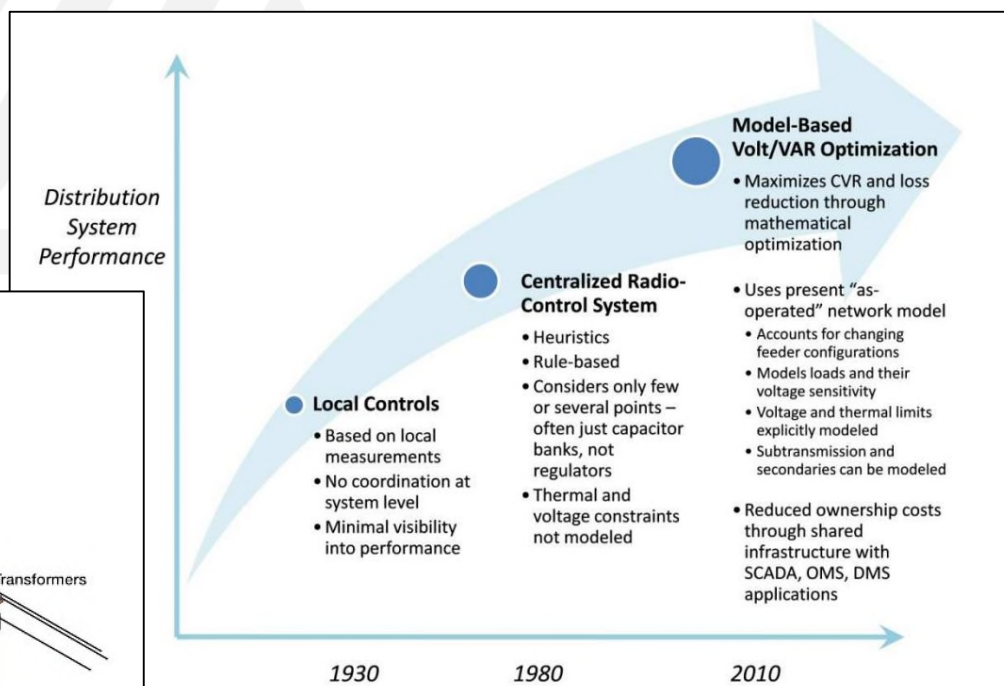 Distribution
System
Performance
Local Controls
• Based on local
measurements
• No coordination at
system level
• Minimal visibility
into performance
Centralized Radio-
Control System
• Heuristics
• Rule-based
• Considers only few
or several points –
often just capacitor
banks, not
regulators
• Thermal and
voltage constraints
not modeled
Model-Based
Volt/VAR Optimization
• Maximizes CVR and loss
reduction through
mathematical
optimization
• Uses present “as-
operated” network model
• Accounts for changing
feeder configurations
• Models loads and their
voltage sensitivity
• Voltage and thermal limits
explicitly modeled
• Subtransmission and
secondaries can be modeled
• Reduced ownership costs
through shared
infrastructure with
SCADA, OMS, DMS
applications
Transformers
1930
1980
2010